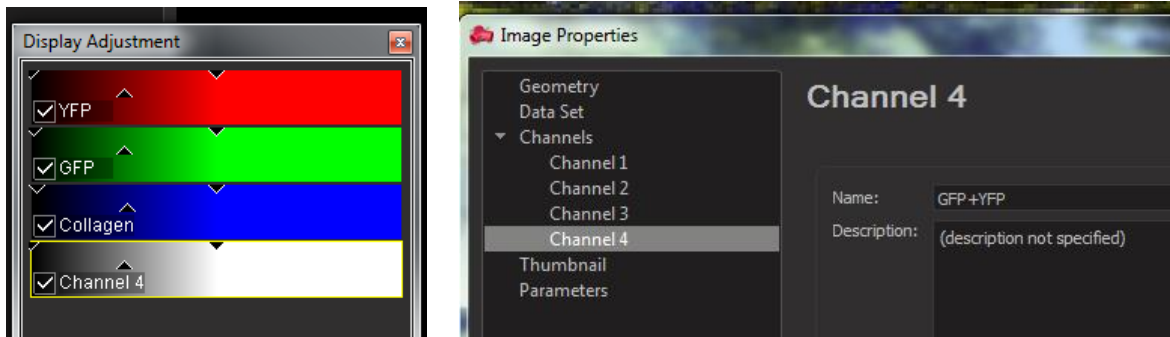 Display Adjustment
YFP
GFP
Collagen
Channel 4
Image Properties
Geometry
Data Set
Channels
Channel 1
Channel 2
Channel 3
Channel 4
Thumbnail
Parameters
Channel 4
Name: GFP+YFP
Description: (description not specified)